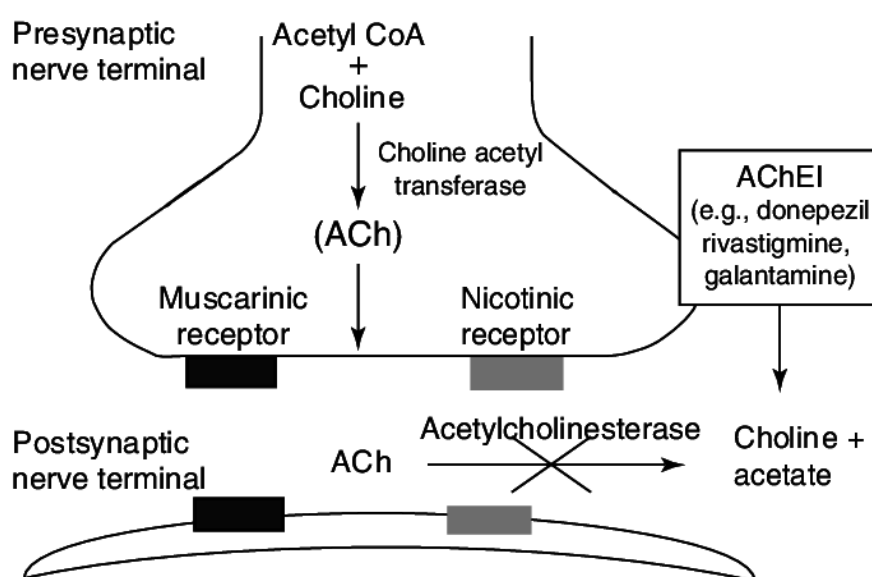 Presynaptic
nerve terminal
Acetyl CoA
+
Choline
Choline acetyl
transferase
(ACh)
AChEI
(e.g., donepezil
rivastigmine,
galantamine)
Muscarinic
receptor
Nicotinic
receptor
Postsynaptic
nerve terminal
ACh
Acetylcholinesterase
Choline +
acetate